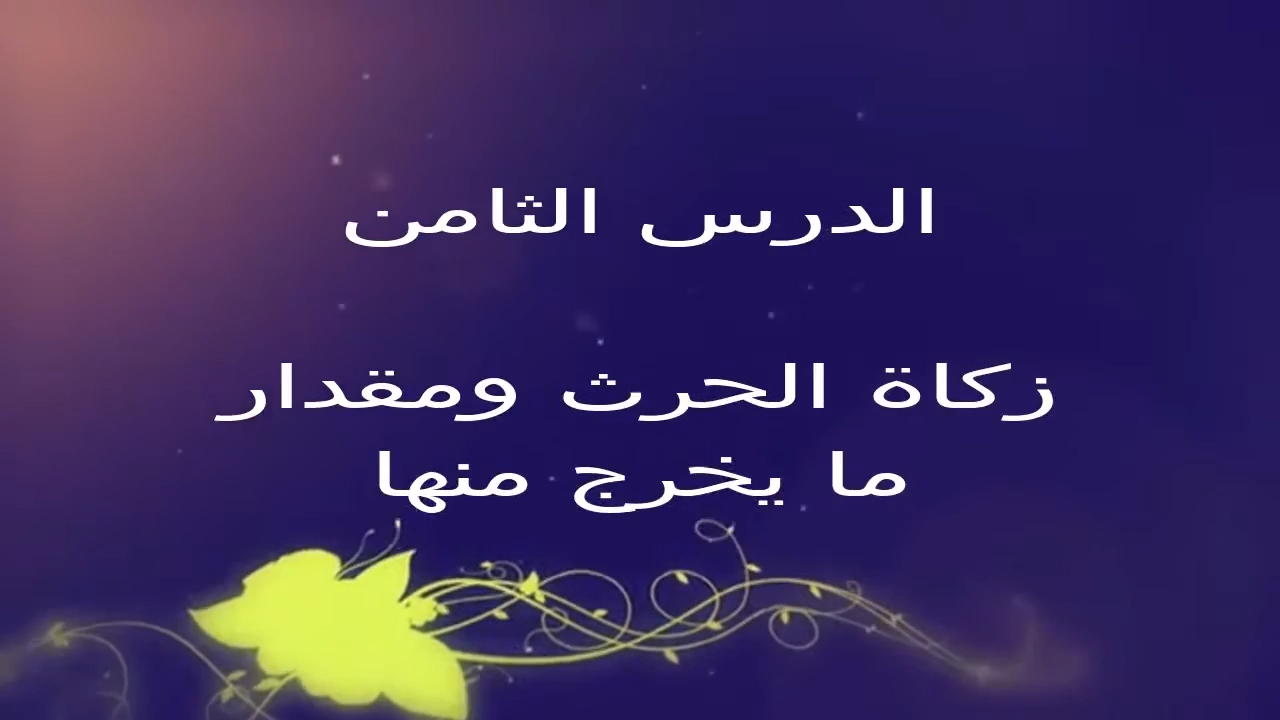 الدرس الثامن
زكاة الحرث ومقدار
ما يخرج منها